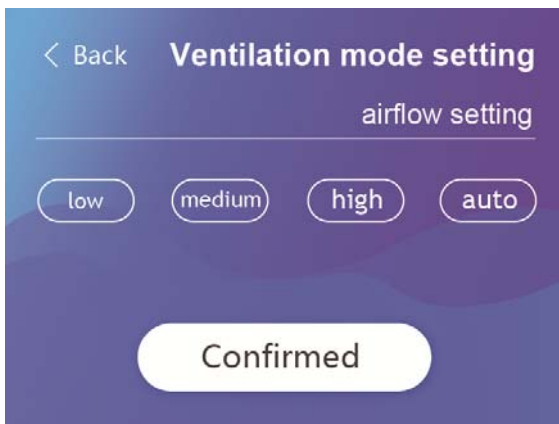 < Back Ventilation mode setting
airflow setting
low medium high auto
Confirmed